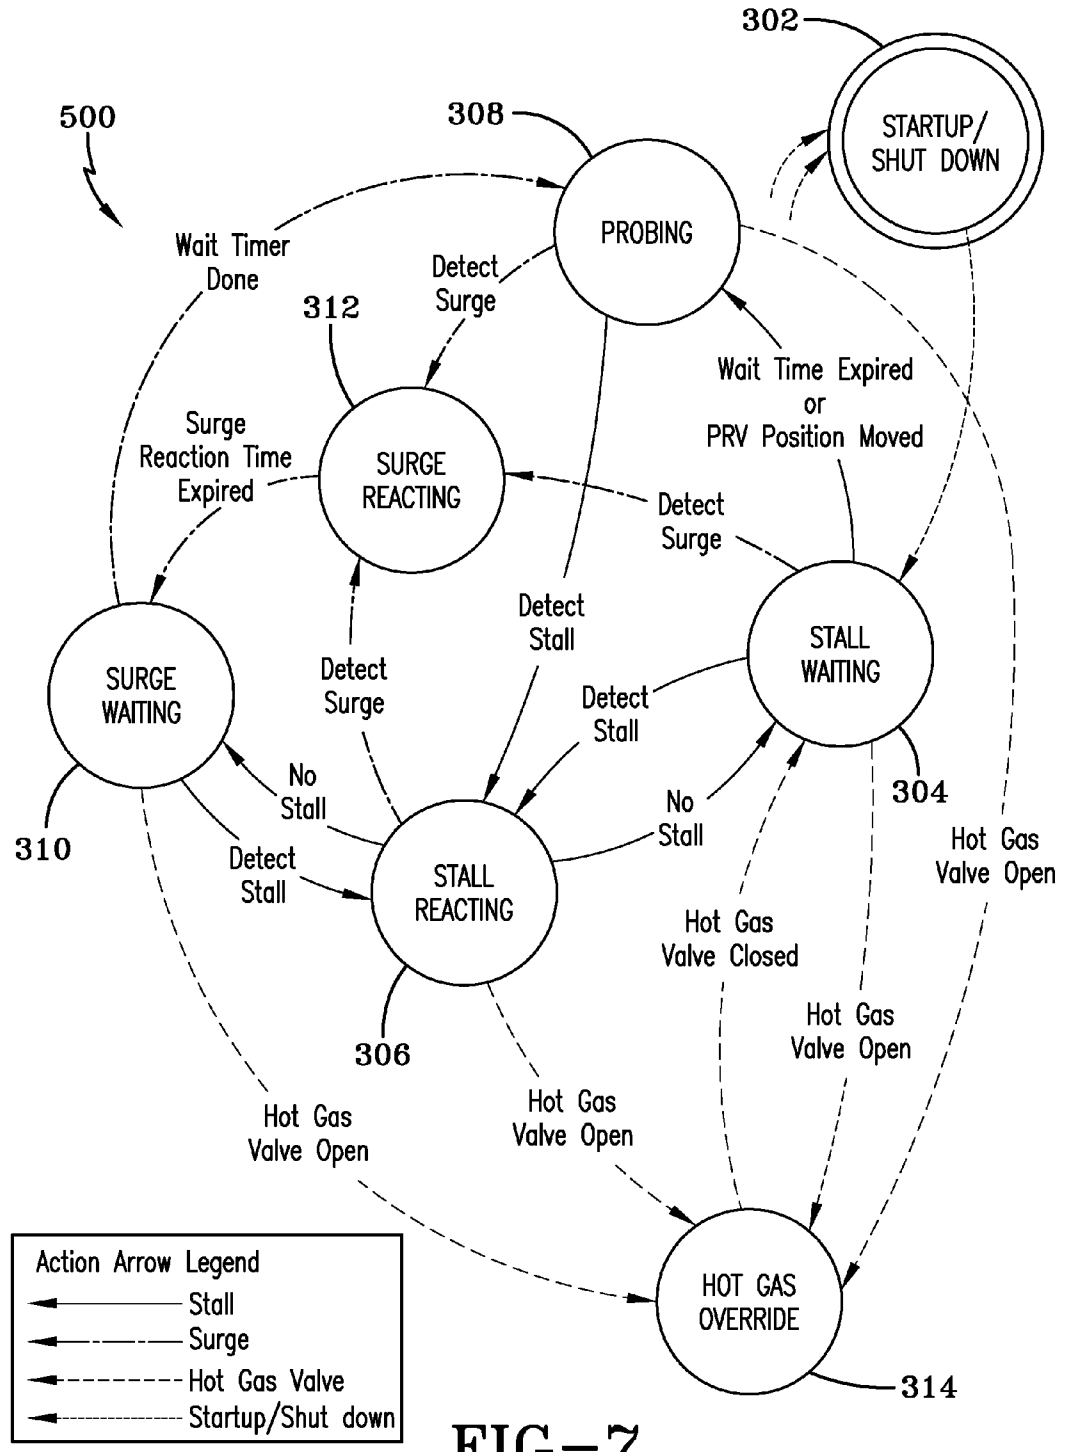 302
STARTUP/
SHUT DOWN
500
308
PROBING
Wait Timer
Done
Detect
Surge
312
Wait Time Expired
or
PRV Position Moved
Surge
Reaction Time
Expired
SURGE
REACTING
Detect
Surge
Detect
Stall
STALL
WAITING
SURGE
WAITING
Detect
Surge
Detect
Stall
304
No
Stall
No
Stall
310
Detect
Stall
STALL
REACTING
Hot Gas
Valve Open
Hot Gas
Valve Closed
306
Hot Gas
Valve Open
Hot Gas
Valve Open
Hot Gas
Valve Open
HOT GAS
OVERRIDE
314
Action Arrow Legend
Stall
Surge
Hot Gas Valve
Startup/Shut down
FIG-7